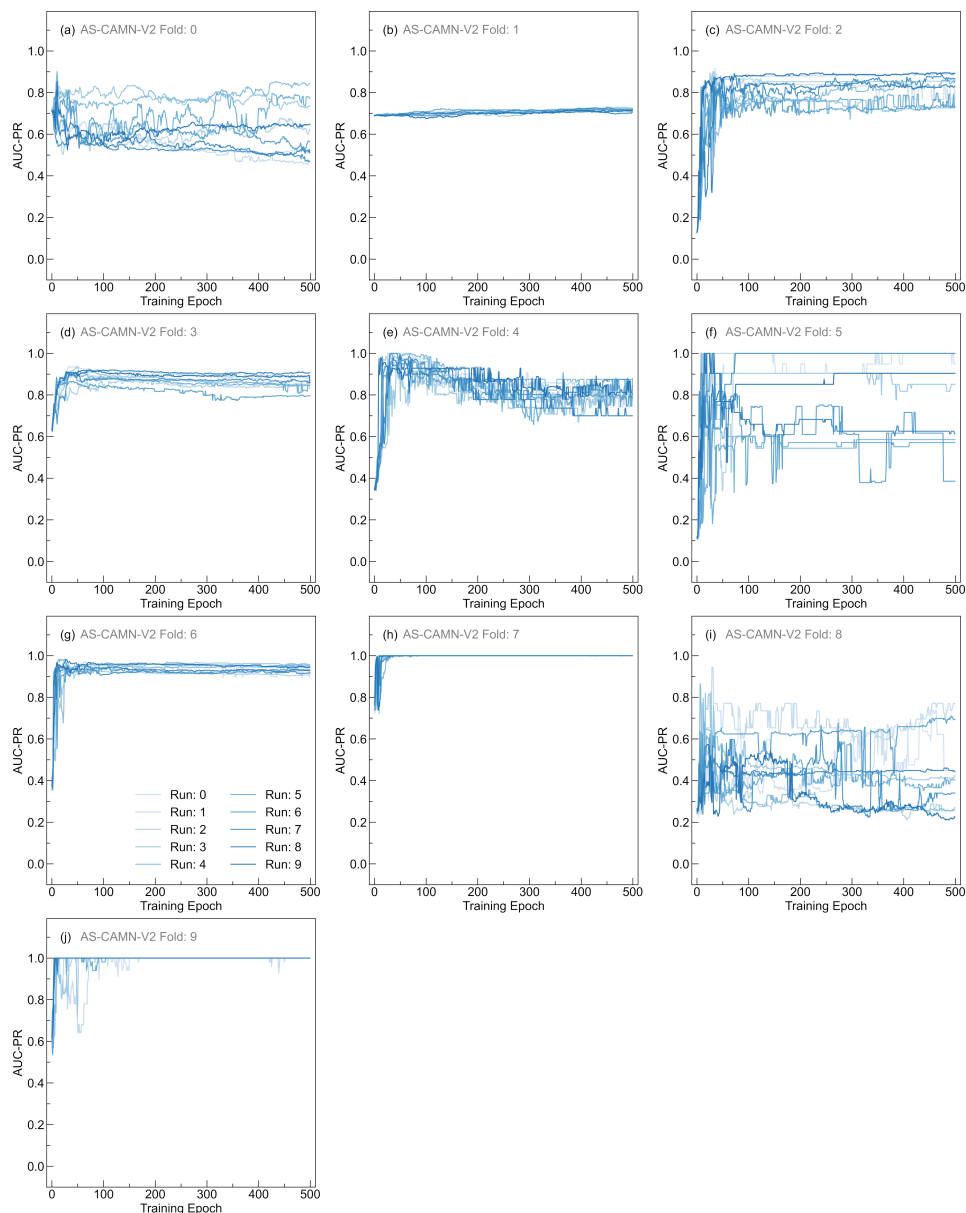 (a) AS-CAMN-V2 Fold: 0
1.0
0.8
0.6
0.4
0.2
0.0
AUC-PR
0 100 200 300 400 500
Training Epoch
(b) AS-CAMN-V2 Fold: 1
1.0
0.8
0.6
0.4
0.2
0.0
AUC-PR
0 100 200 300 400 500
Training Epoch
(c) AS-CAMN-V2 Fold: 2
1.0
0.8
0.6
0.4
0.2
0.0
AUC-PR
0 100 200 300 400 500
Training Epoch
(d) AS-CAMN-V2 Fold: 3
1.0
0.8
0.6
0.4
0.2
0.0
AUC-PR
0 100 200 300 400 500
Training Epoch
(e) AS-CAMN-V2 Fold: 4
1.0
0.8
0.6
0.4
0.2
0.0
AUC-PR
0 100 200 300 400 500
Training Epoch
(f) AS-CAMN-V2 Fold: 5
1.0
0.8
0.6
0.4
0.2
0.0
AUC-PR
0 100 200 300 400 500
Training Epoch
(g) AS-CAMN-V2 Fold: 6
1.0
0.8
0.6
0.4
0.2
0.0
AUC-PR
Run: 0
Run: 1
Run: 2
Run: 3
Run: 4
Run: 5
Run: 6
Run: 7
Run: 8
Run: 9
0 100 200 300 400 500
Training Epoch
(h) AS-CAMN-V2 Fold: 7
1.0
0.8
0.6
0.4
0.2
0.0
AUC-PR
0 100 200 300 400 500
Training Epoch
(i) AS-CAMN-V2 Fold: 8
1.0
0.8
0.6
0.4
0.2
0.0
AUC-PR
0 100 200 300 400 500
Training Epoch
(j) AS-CAMN-V2 Fold: 9
1.0
0.8
0.6
0.4
0.2
0.0
AUC-PR
0 100 200 300 400 500
Training Epoch